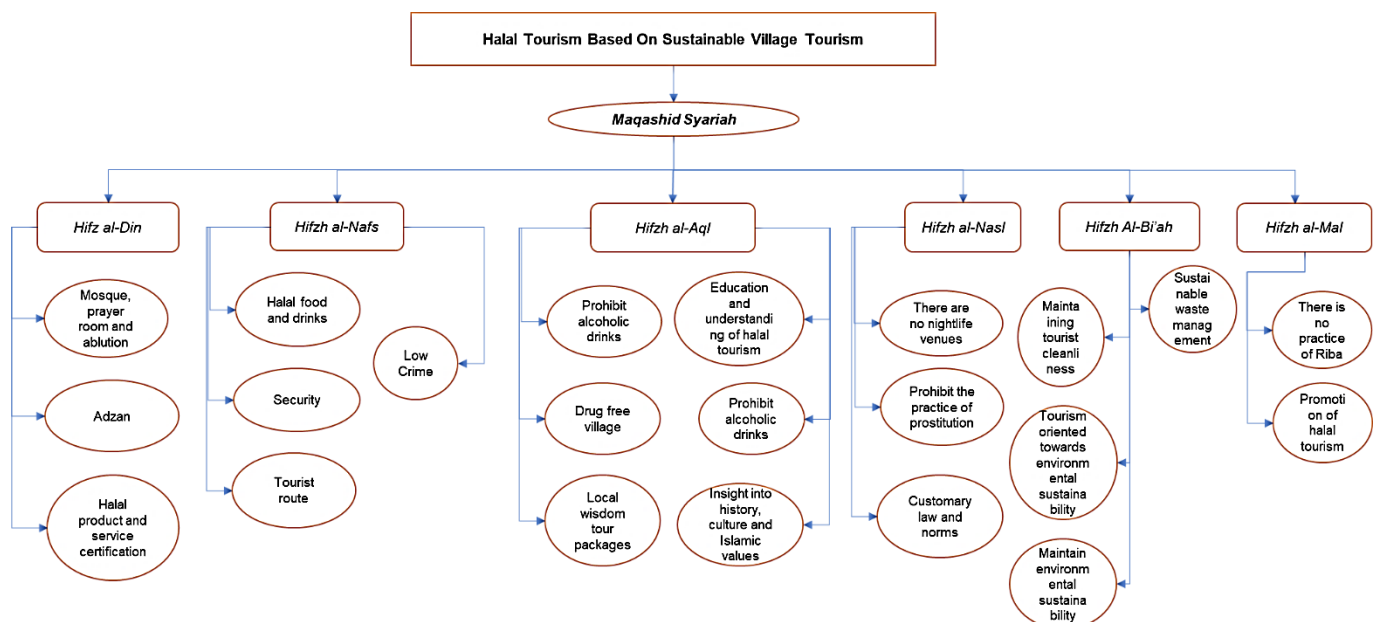 Halal Tourism Based On Sustainable Village Tourism
Maqashid Syariah
Hifz al-Din
Hifzh al-Nafs
Hifzh al-Aql
Hifzh al-Nasl
Hifzh Al-Bi'ah
Hifzh al-Mal
Mosque,
prayer
room and
ablution
Adzan
Halal
product and
service
certification
Halal food
and drinks
Security
Tourist
route
Low
Crime
Prohibit
alcoholic
drinks
Drug free
village
Local
wisdom
tour
packages
Education
and
understandi
ng of halal
tourism
Prohibit
alcoholic
drinks
Insight into
history,
culture and
Islamic
values
There are
no nightlife
venues
Prohibit the
practice of
prostitution
Customary
law and
norms
Mainta
ining
tourist
cleanli
ness
Tourism
oriented
towards
environm
ental
sustaina
bility
Maintain
environm
ental
sustaina
bility
Sustai
nable
waste
manag
ement
There is
no
practice
of Riba
Promoti
on of
halal
tourism